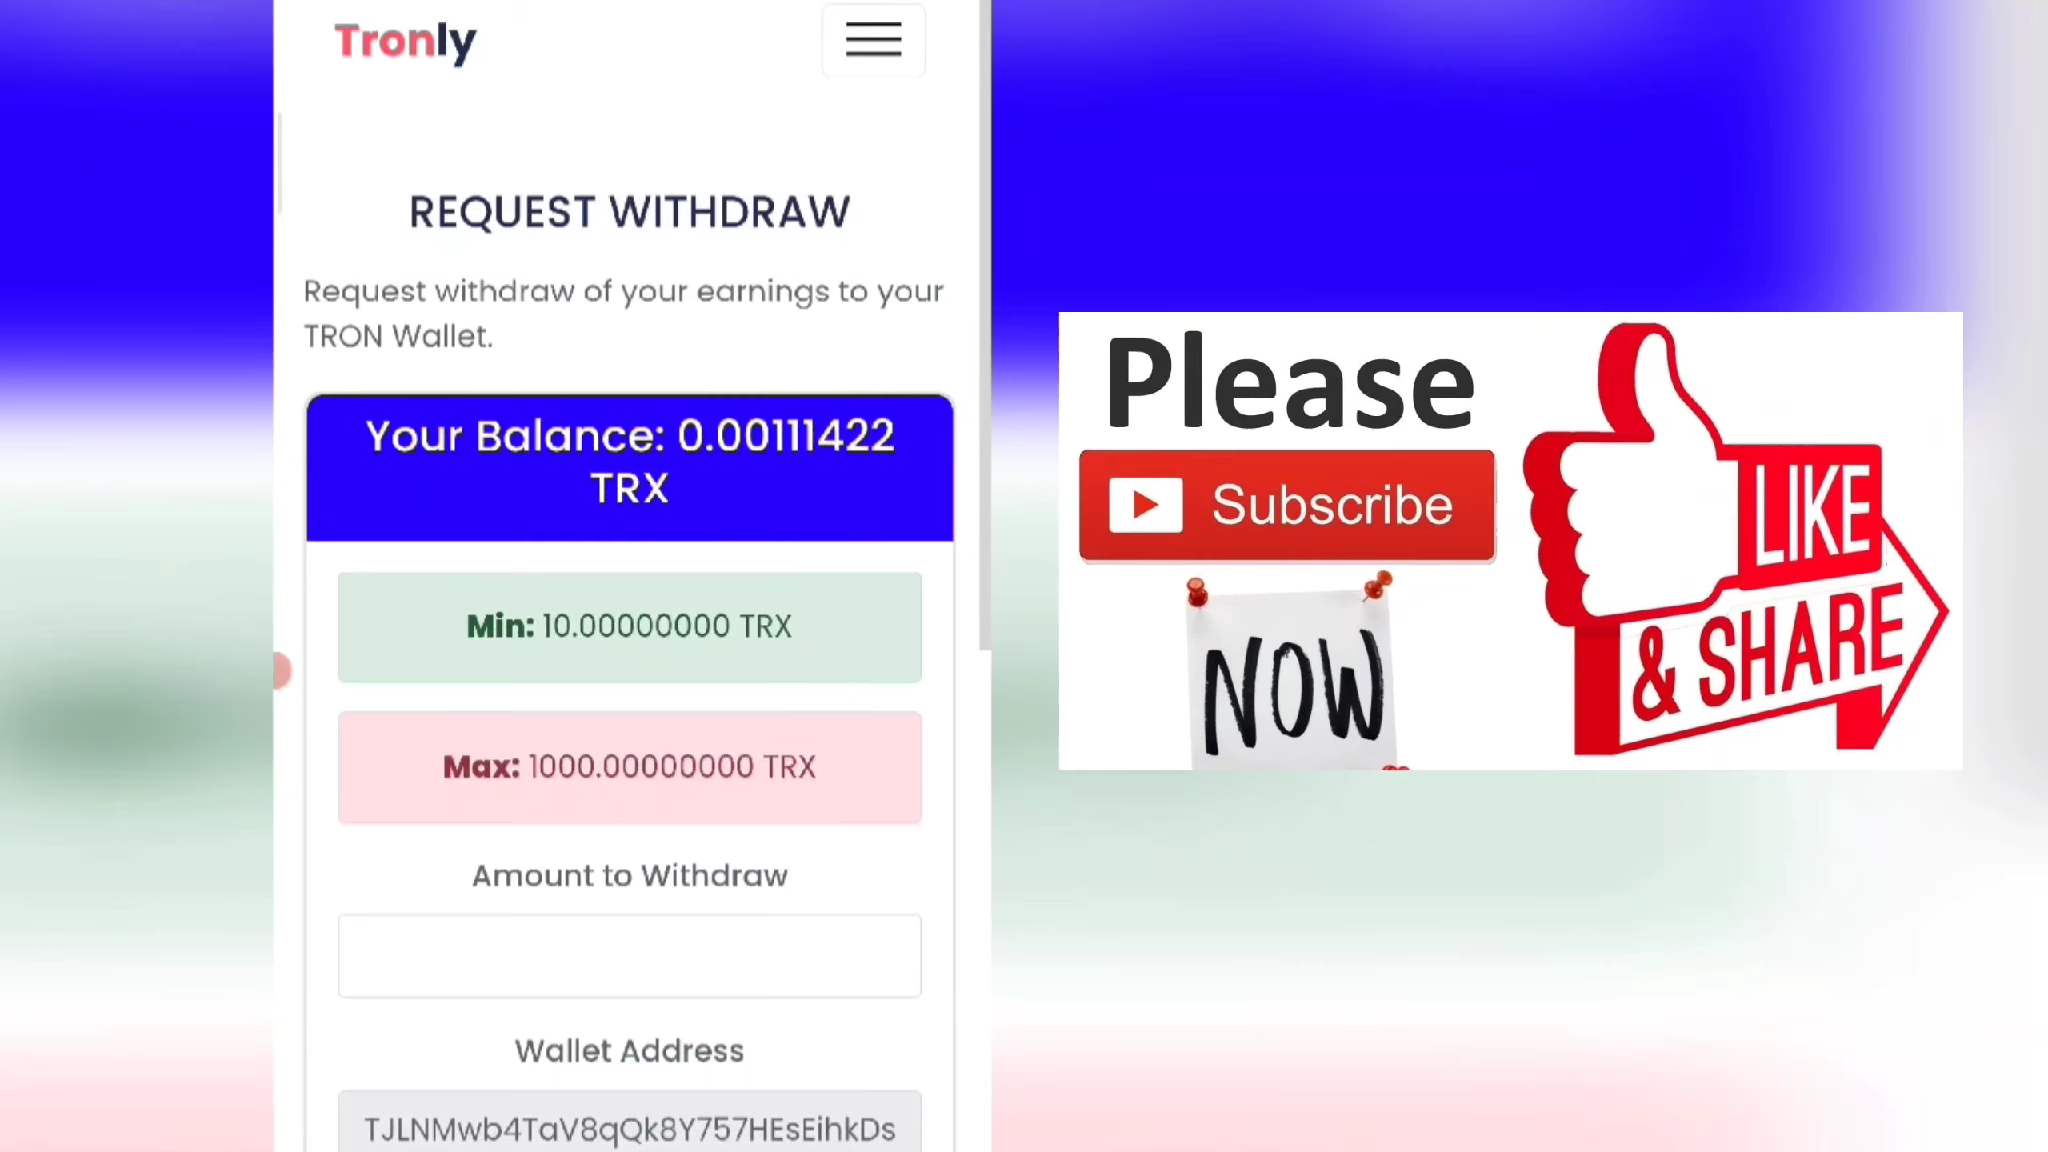 Tronly
REQUEST WITHDRAW
Request withdraw of your earnings to your
TRON Wallet.
Your Balance: 0.00111422
TRX
Min: 10.00000000 TRX
Max: 1000.00000000 TRX
Amount to Withdraw
Wallet Address
TJLNMwb4TaV8qQk8Y757HEsEihkDs
Please
Subscribe
NOW
LIKE
& SHARE